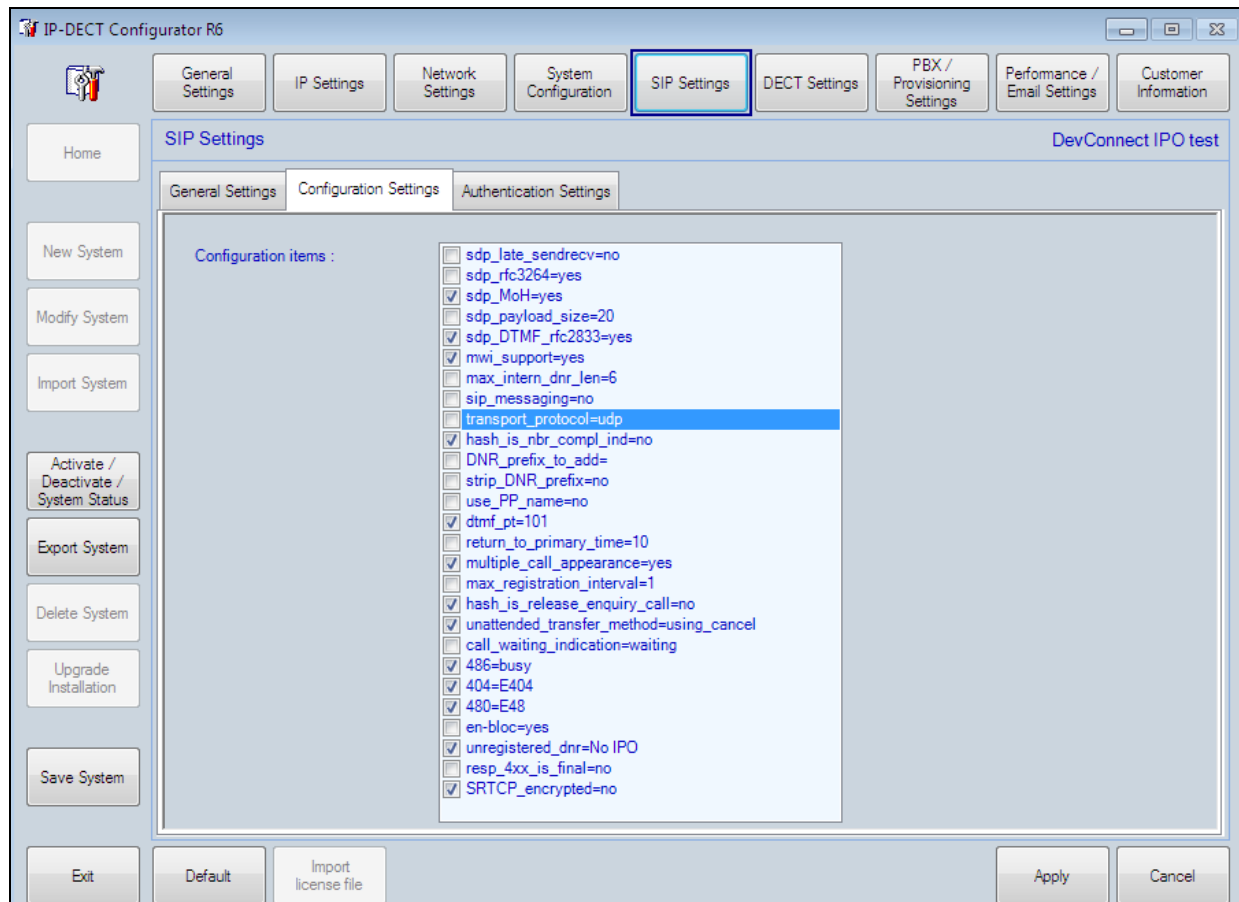 IP-DECT Configurator R6
General
Settings
IP Settings
Network
Settings
System
Configuration
SIP Settings
DECT Settings
PBX /
Provisioning
Settings
Perfomance /
Email Settings
Customer
Information
Home
SIP Settings
DevConnect IPO test
General Settings
Configuration Settings
Authentication Settings
New System
Modify System
Import System
Activate /
Deactivate /
System Status
Export System
Delete System
Upgrade
Installation
Save System
Configuration items :
sdp_late_sendrecv=no
sdp_rfc3264=yes
sdp_MoH=yes
sdp_payload_size=20
sdp_DTMF_rfc2833=yes
mwi_support=yes
max_intern_dnr_len=6
sip_messaging=no
transport_protocol=udp
hash_is_nbr_compl_ind=no
DNR_prefix_to_add=
strip_DNR_prefix=no
use_PP_name=no
dtmf_pt=101
return_to_primary_time=10
multiple_call_appearance=yes
max_registration_interval=1
hash_is_release_enquiry_call=no
unattended_transfer_method=using_cancel
call_waiting_indication=waiting
486=busy
404=E404
480=E48
en-bloc=yes
unregistered_dnr=No IPO
resp_4xx_is_final=no
SRTCP_encrypted=no
Exit
Default
Import
license file
Apply
Cancel